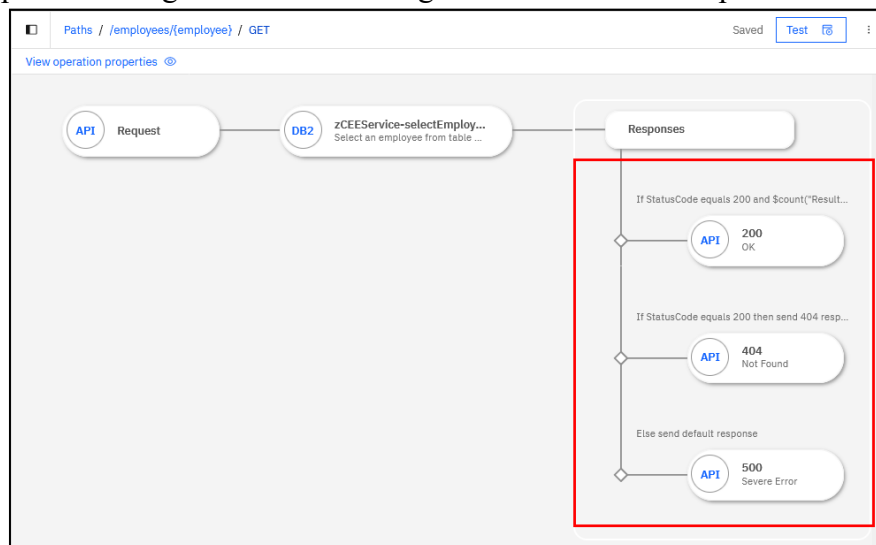 Paths / /employees/{employee} / GET
Saved
Test
View operation properties
API Request
DB2 zCEEService-selectEmploy...
Select an employee from table ...
Responses
If StatusCode equals 200 and $count("Result...
API 200
OK
If StatusCode equals 200 then send 404 resp...
API 404
Not Found
Else send default response
API 500
Severe Error